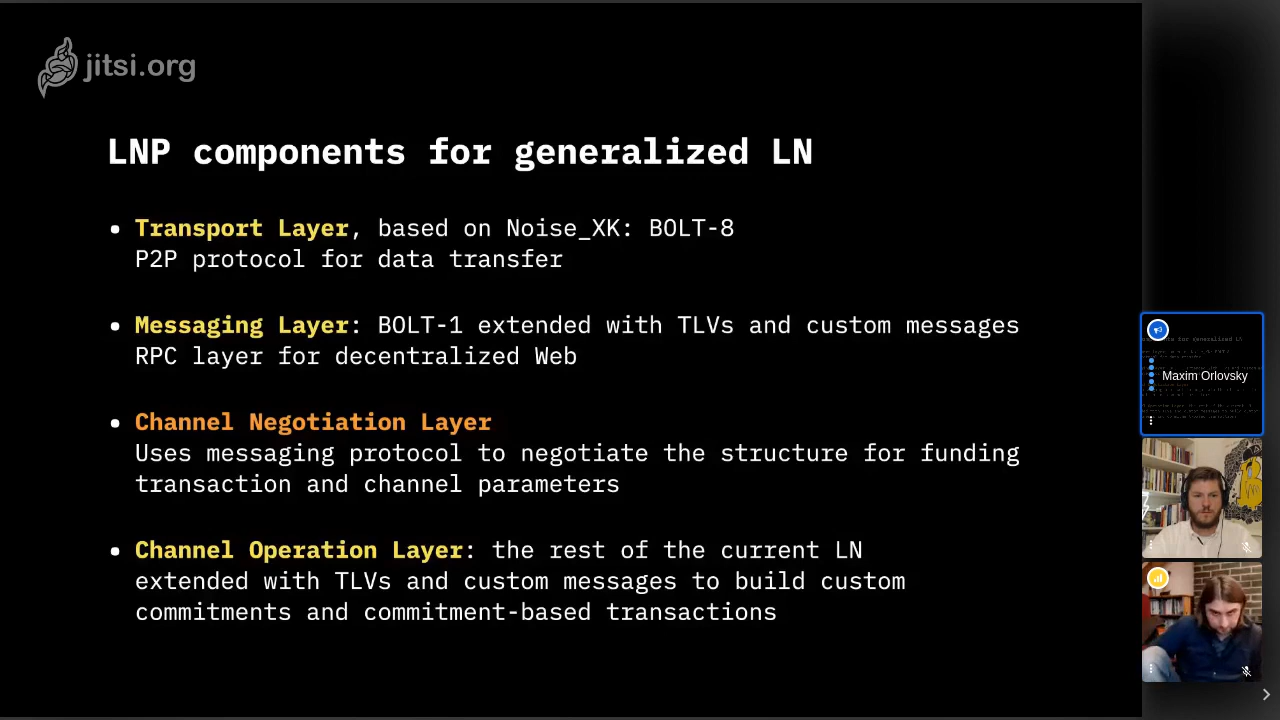 jitsi.org
LNP components for generalized LN
• Transport Layer, based on Noise_XK: BOLT-8
P2P protocol for data transfer
• Messaging Layer: BOLT-1 extended with TLVs and custom messages
RPC layer for decentralized Web
• Channel Negotiation Layer
Uses messaging protocol to negotiate the structure for funding
transaction and channel parameters
• Channel Operation Layer: the rest of the current LN
extended with TLVs and custom messages to build custom
commitments and commitment-based transactions
Maxim Orlovsky